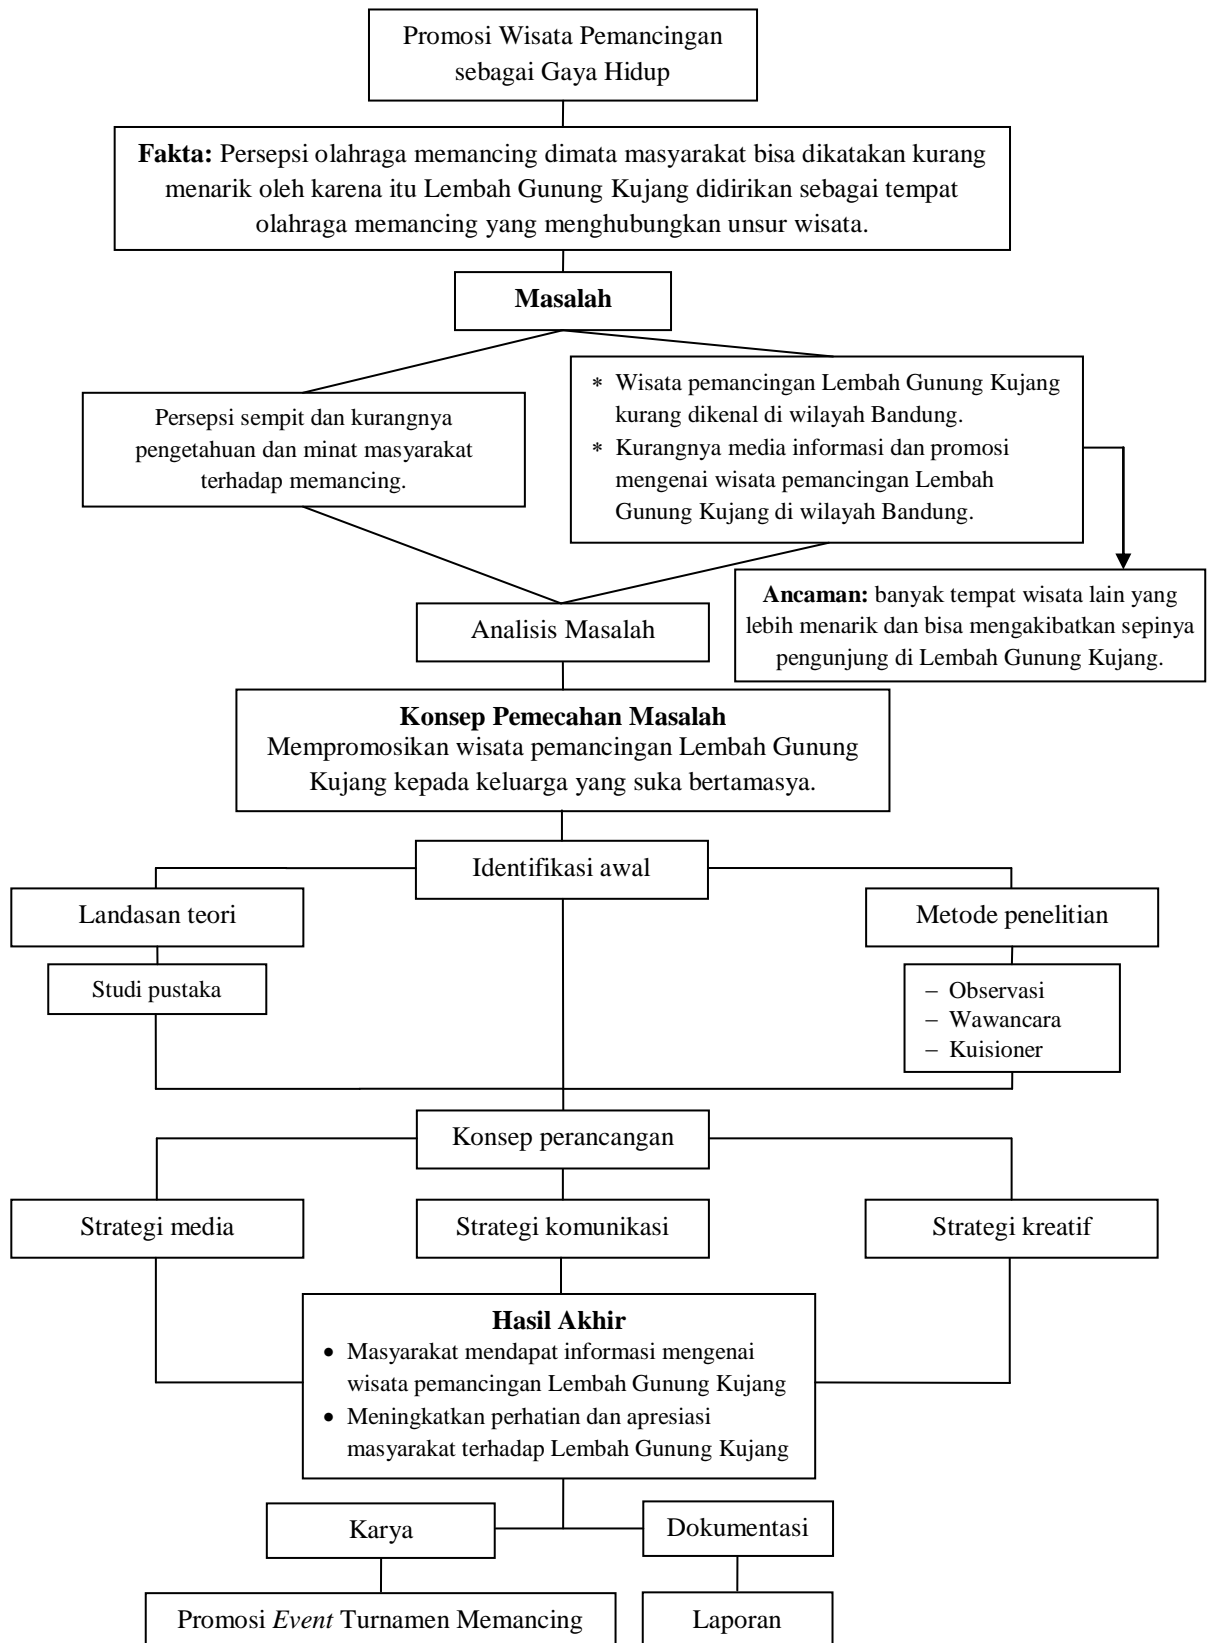 Promosi Wisata Pemancingan
sebagai Gaya Hidup
Fakta: Persepsi olahraga memancing dimata masyarakat bisa dikatakan kurang
menarik oleh karena itu Lembah Gunung Kujang didirikan sebagai tempat
olahraga memancing yang menghubungkan unsur wisata.
Masalah
Persepsi sempit dan kurangnya
pengetahuan dan minat masyarakat
terhadap memancing.
* Wisata pemancingan Lembah Gunung Kujang
kurang dikenal di wilayah Bandung.
* Kurangnya media informasi dan promosi
mengenai wisata pemancingan Lembah
Gunung Kujang di wilayah Bandung.
Ancaman: banyak tempat wisata lain yang
lebih menarik dan bisa mengakibatkan sepinya
pengunjung di Lembah Gunung Kujang.
Analisis Masalah
Konsep Pemecahan Masalah
Mempromosikan wisata pemancingan Lembah Gunung
Kujang kepada keluarga yang suka bertamasya.
Identifikasi awal
Landasan teori
Metode penelitian
Studi pustaka
– Observasi
– Wawancara
– Kuisioner
Konsep perancangan
Strategi media
Strategi komunikasi
Strategi kreatif
Hasil Akhir
• Masyarakat mendapat informasi mengenai
wisata pemancingan Lembah Gunung Kujang
• Meningkatkan perhatian dan apresiasi
masyarakat terhadap Lembah Gunung Kujang
Karya
Dokumentasi
Promosi Event Turnamen Memancing
Laporan